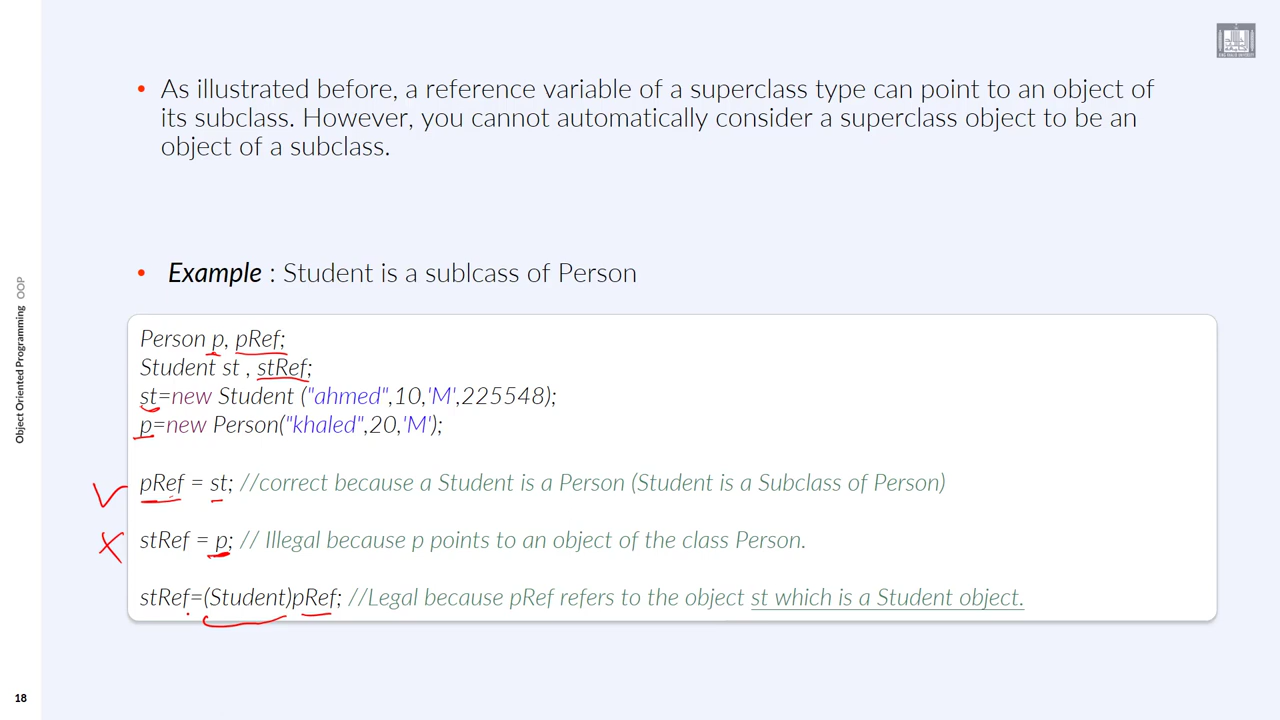 As illustrated before, a reference variable of a superclass type can point to an object of
its subclass. However, you cannot automatically consider a superclass object to be an
object of a subclass.
Example : Student is a sublcass of Person
Person p, pRef;
Student st , stRef;
st=new Student ("ahmed",10,'M',225548);
p=new Person("khaled",20,'M');
pRef = st; //correct because a Student is a Person (Student is a Subclass of Person)
stRef = p; // Illegal because p points to an object of the class Person.
stRef=(Student)pRef; //Legal because pRef refers to the object st which is a Student object.
Object Oriented Programming OOP
18